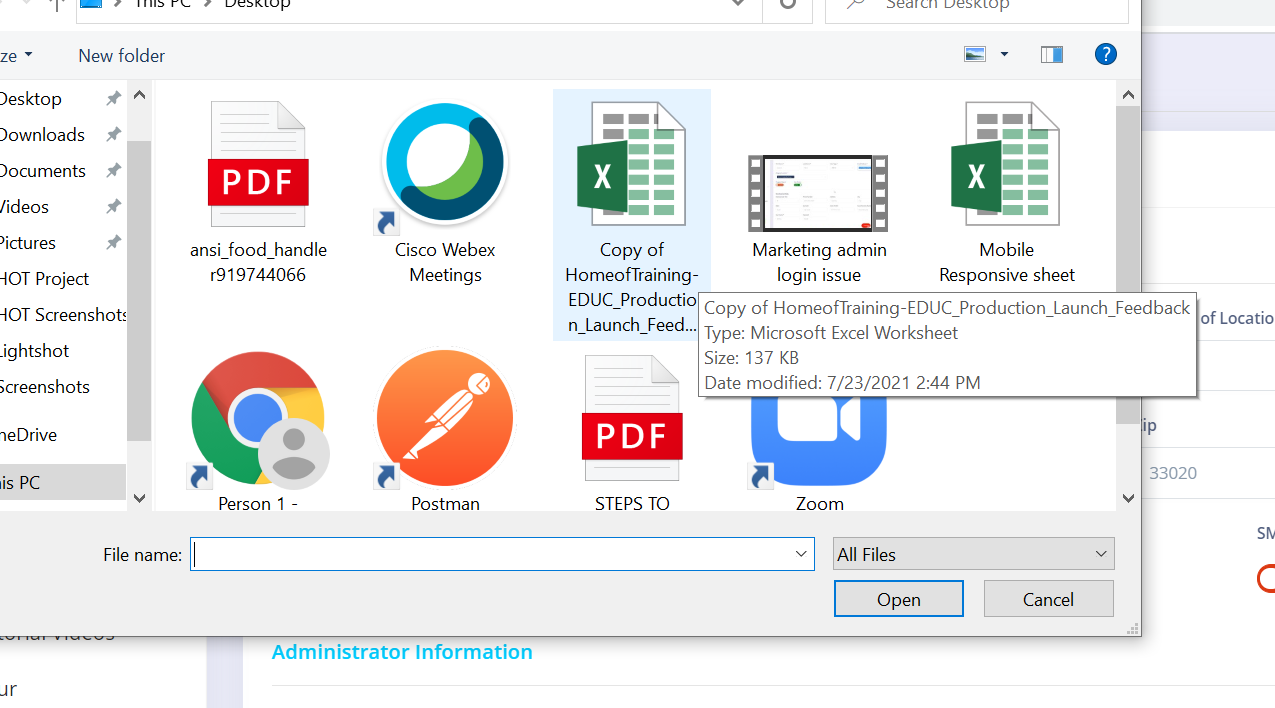 This PC > Desktop
Search Desktop
ze
New folder
?
Desktop
Downloads
Documents
Videos
Pictures
HOT Project
HOT Screenshots
Lightshot
Screenshots
neDrive
is PC
PDF
ansi_food_handle
r919744066
Cisco Webex
Meetings
X
Copy of
HomeofTraining-
EDUC_Productio
n_Launch_Feed...
Marketing admin
login issue
X
Mobile
Responsive sheet
Copy of HomeofTraining-EDUC_Production_Launch_Feedback
Type: Microsoft Excel Worksheet
Size: 137 KB
Date modified: 7/23/2021 2:44 PM
Person 1 -
Postman
PDF
STEPS TO
Zoom
File name:
All Files
Open
Cancel
of Locatio
ip
33020
SM
torial Videos
ur
Administrator Information